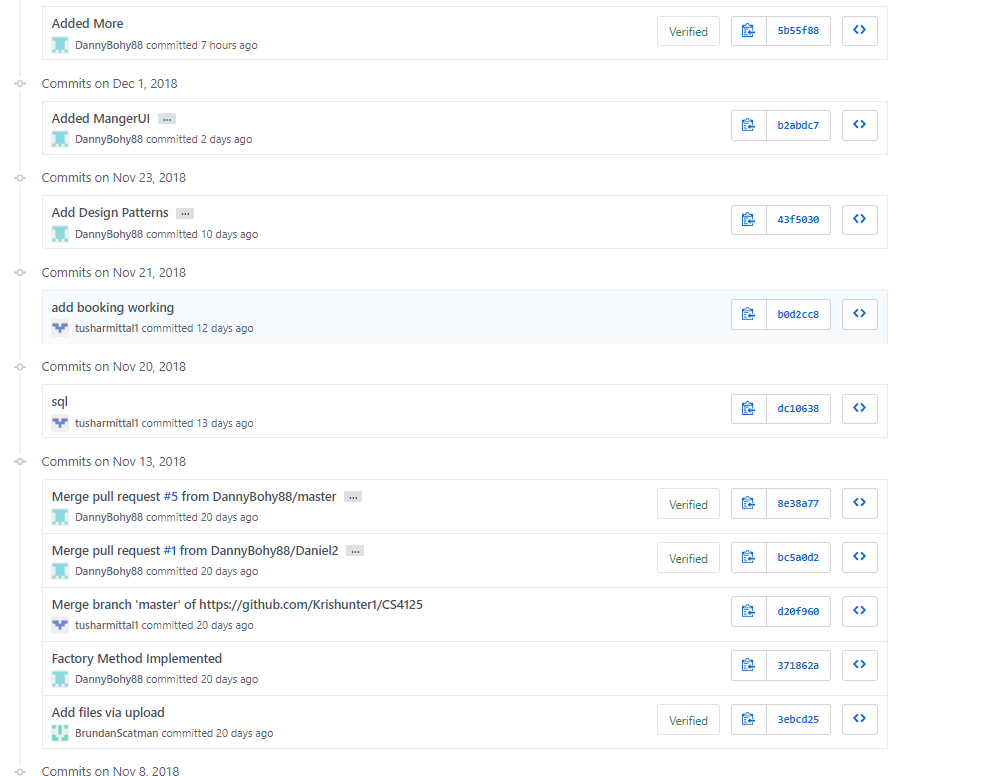 Added More
DannyBohy88 committed 7 hours ago
Verified
5b55f88
Commits on Dec 1, 2018
Added MangerUI ...
DannyBohy88 committed 2 days ago
b2abdc7
Commits on Nov 23, 2018
Add Design Patterns ...
DannyBohy88 committed 10 days ago
43f5030
Commits on Nov 21, 2018
add booking working
tusharmittal1 committed 12 days ago
b0d2cc8
Commits on Nov 20, 2018
sql
tusharmittal1 committed 13 days ago
dc10638
Commits on Nov 13, 2018
Merge pull request #5 from DannyBohy88/master ...
DannyBohy88 committed 20 days ago
Verified
8e38a77
Merge pull request #1 from DannyBohy88/Daniel2 ...
DannyBohy88 committed 20 days ago
Verified
bc5a0d2
Merge branch 'master' of https://github.com/Krishunter1/CS4125
tusharmittal1 committed 20 days ago
d20f960
Factory Method Implemented
DannyBohy88 committed 20 days ago
371862a
Add files via upload
BrundanScatman committed 20 days ago
Verified
3ebcd25
Commits on Nov 8, 2018